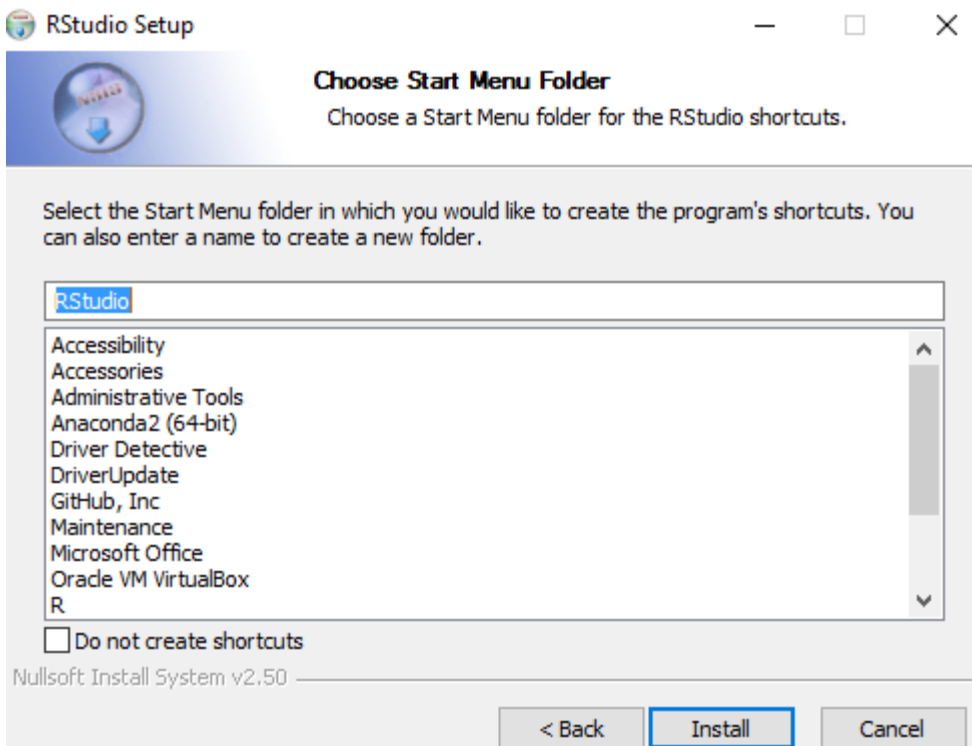 RStudio Setup
Choose Start Menu Folder
Choose a Start Menu folder for the RStudio shortcuts.
Select the Start Menu folder in which you would like to create the program's shortcuts. You
can also enter a name to create a new folder.
RStudio
Accessibility
Accessories
Administrative Tools
Anaconda2 (64-bit)
Driver Detective
DriverUpdate
GitHub, Inc
Maintenance
Microsoft Office
Oracle VM VirtualBox
R
Do not create shortcuts
Nullsoft Install System v2.50
< Back Install Cancel